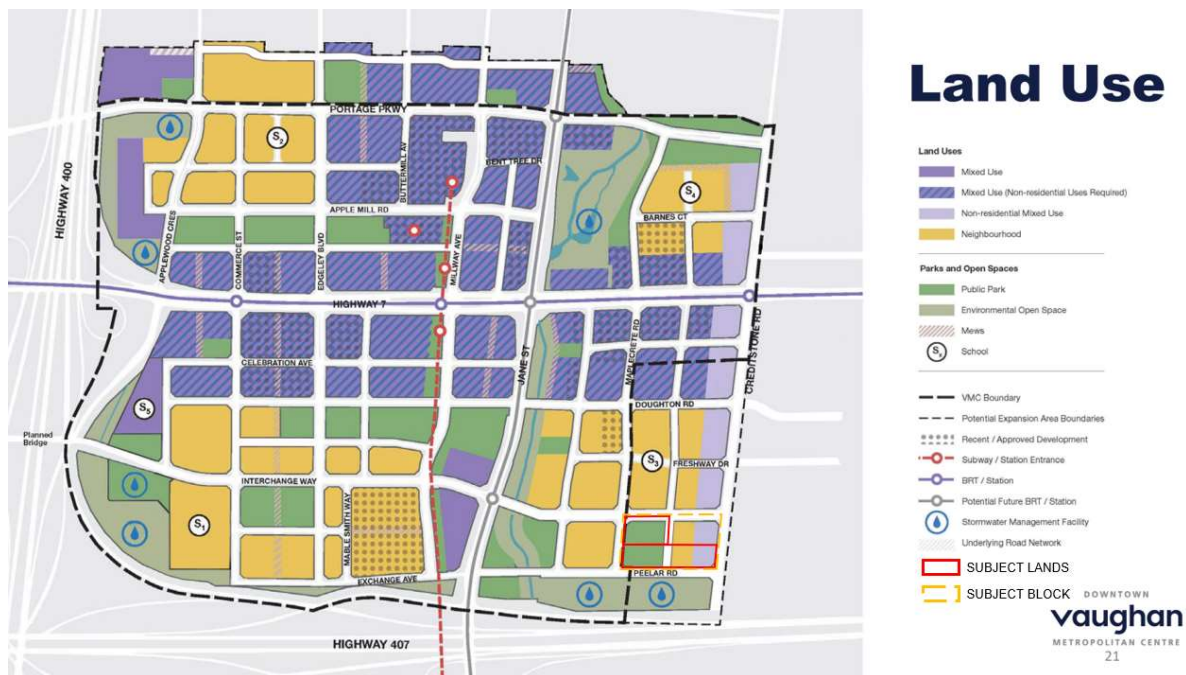 Land Use
Land Uses
Mixed Use
Mixed Use (Non-residential Uses Required)
Non-residential Mixed Use
Neighbourhood
Parks and Open Spaces
Public Park
Environmental Open Space
Mews
Sx School
VMC Boundary
Potential Expansion Area Boundaries
Recent / Approved Development
Subway / Station Entrance
BRT / Station
Potential Future BRT / Station
Stormwater Management Facility
Underlying Road Network
SUBJECT LANDS
SUBJECT BLOCK
DOWNTOWN
vaughan
METROPOLITAN CENTRE
21
HIGHWAY 400
PORTAGE PKWY
S2
BUTTERMILL AV
BENT TREE DR
S4
APPLEWOOD CRES
COMMERCE ST
EDGELEY BLVD
APPLE MILL RD
MILLWAY AVE
BARNES CT
HIGHWAY 7
CREDITSTONE RD
CELEBRATION AVE
JANE ST
MAPLECRETE RD
S5
DOUGHTON RD
Planned
Bridge
S3
FRESHWAY DR
INTERCHANGE WAY
S1
MABLE SMITH WAY
EXCHANGE AVE
PEELAR RD
HIGHWAY 407